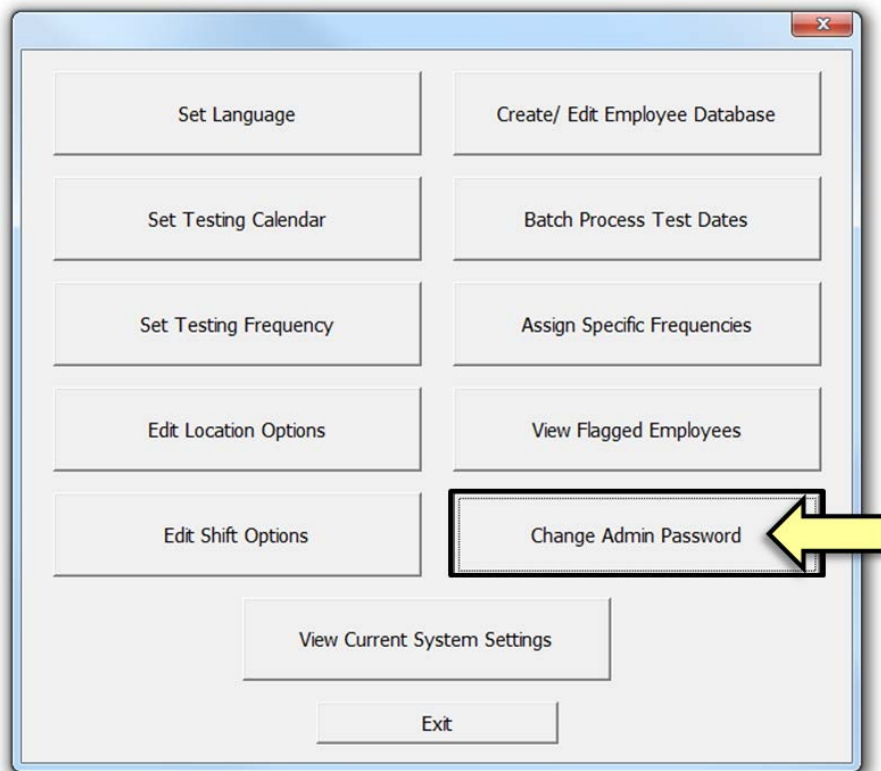 Set Language
Create/ Edit Employee Database
Set Testing Calendar
Batch Process Test Dates
Set Testing Frequency
Assign Specific Frequencies
Edit Location Options
View Flagged Employees
Edit Shift Options
Change Admin Password
View Current System Settings
Exit